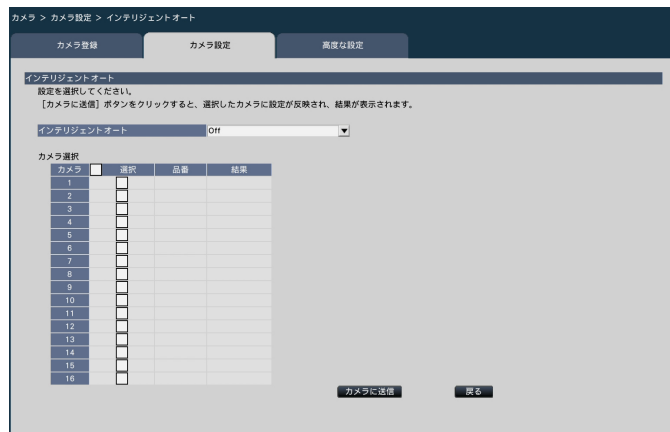 カメラ > カメラ設定 > インテリジェントオート
カメラ登録 カメラ設定 高度な設定
インテリジェントオート
設定を選択してください。
[カメラに送信] ボタンをクリックすると、選択したカメラに設定が反映され、結果が表示されます。
インテリジェントオート Off
カメラ選択
カメラ 選択 品番 結果
1
2
3
4
5
6
7
8
9
10
11
12
13
14
15
16
カメラに送信 戻る